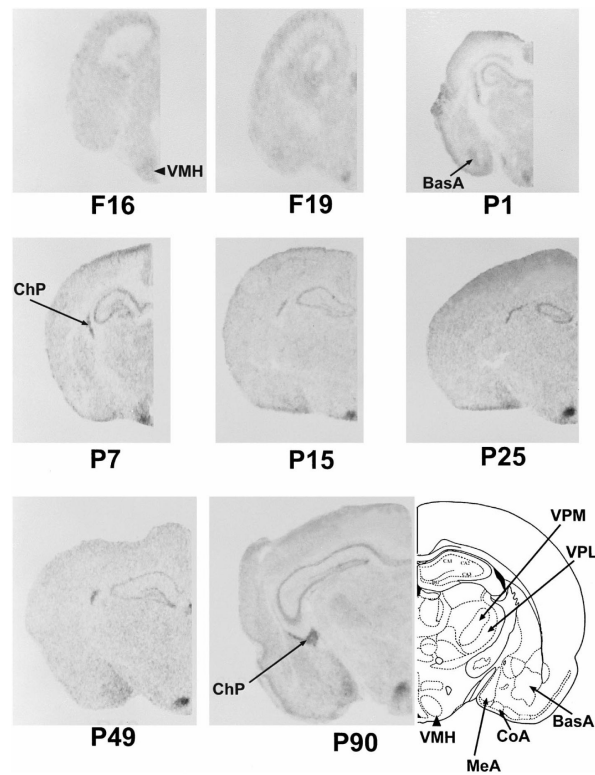 VMH
F16
F19
BasA
P1
ChP
P7
P15
P25
P49
ChP
P90
VPM
VPL
BasA
CoA
VMH
MeA